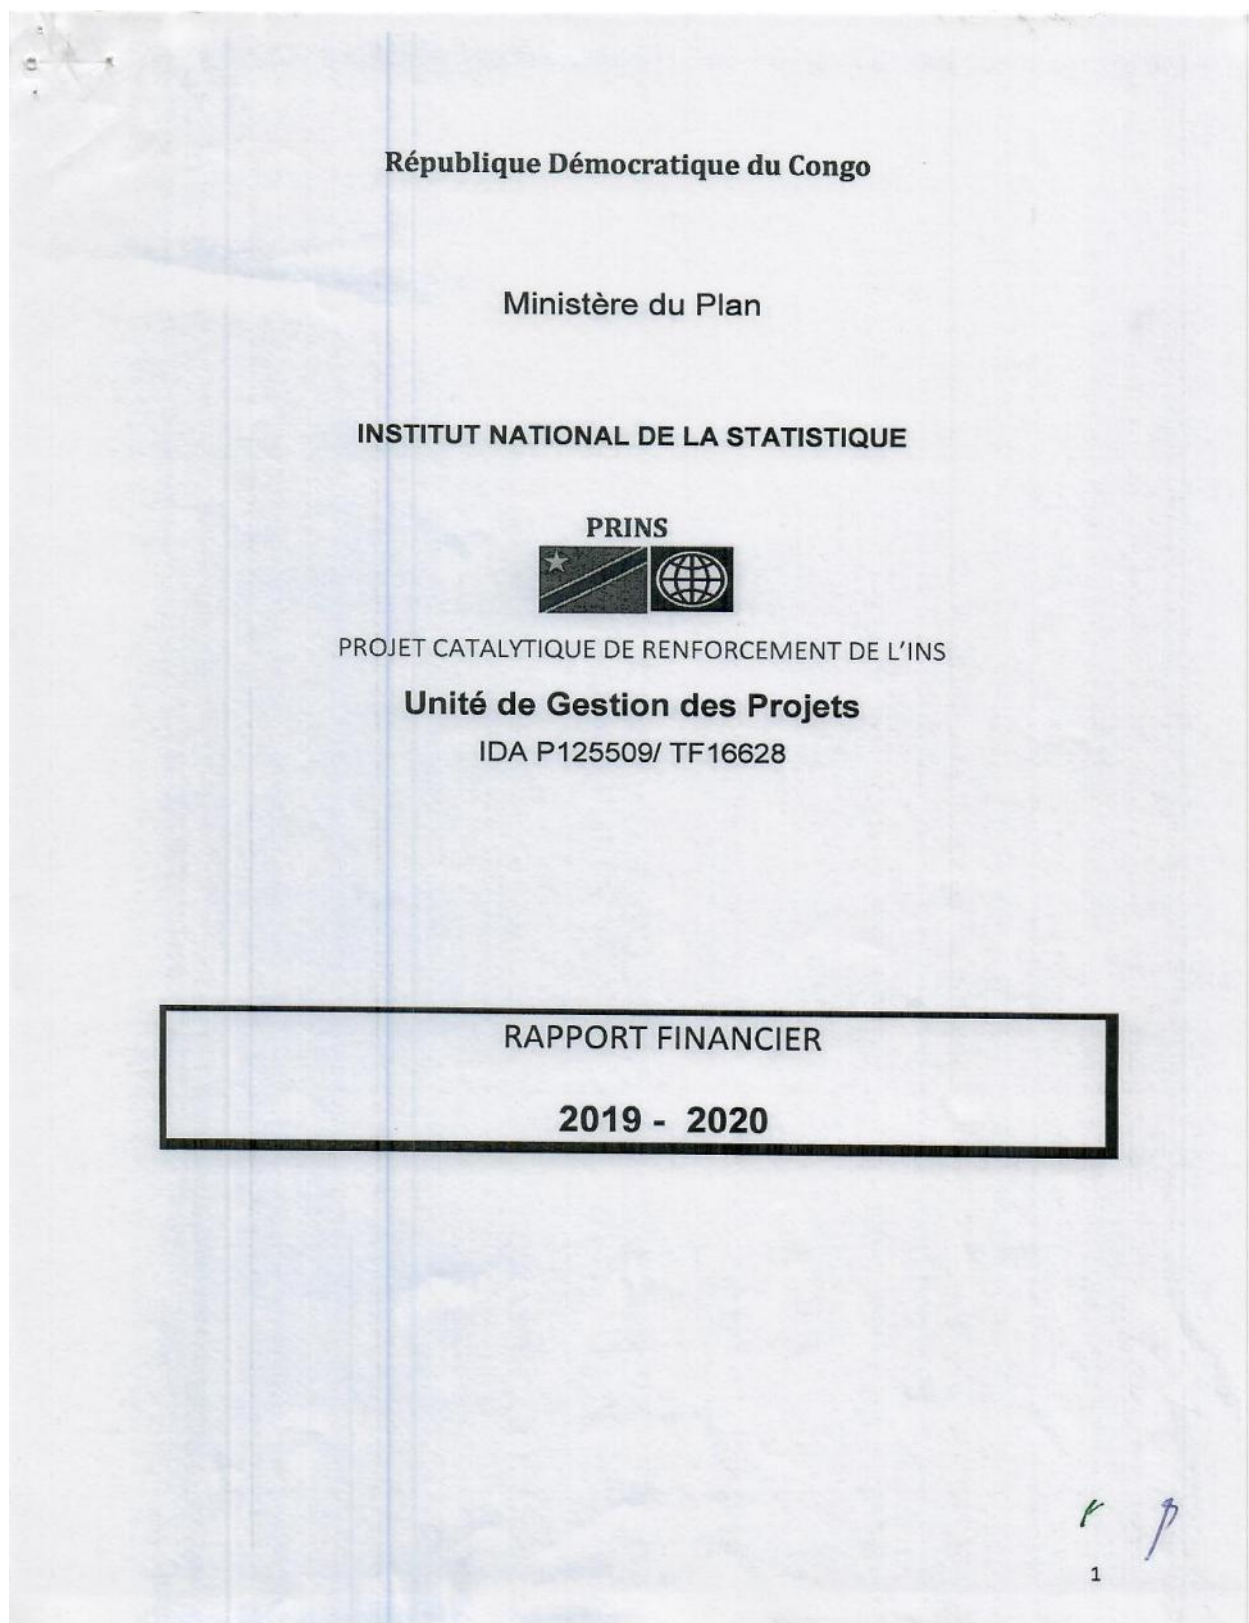 République Démocratique du Congo
Ministère du Plan
INSTITUT NATIONAL DE LA STATISTIQUE
PRINS
PROJET CATALYTIQUE DE RENFORCEMENT DE L'INS
Unité de Gestion des Projets
IDA P125509/ TF16628
RAPPORT FINANCIER
2019 - 2020
1